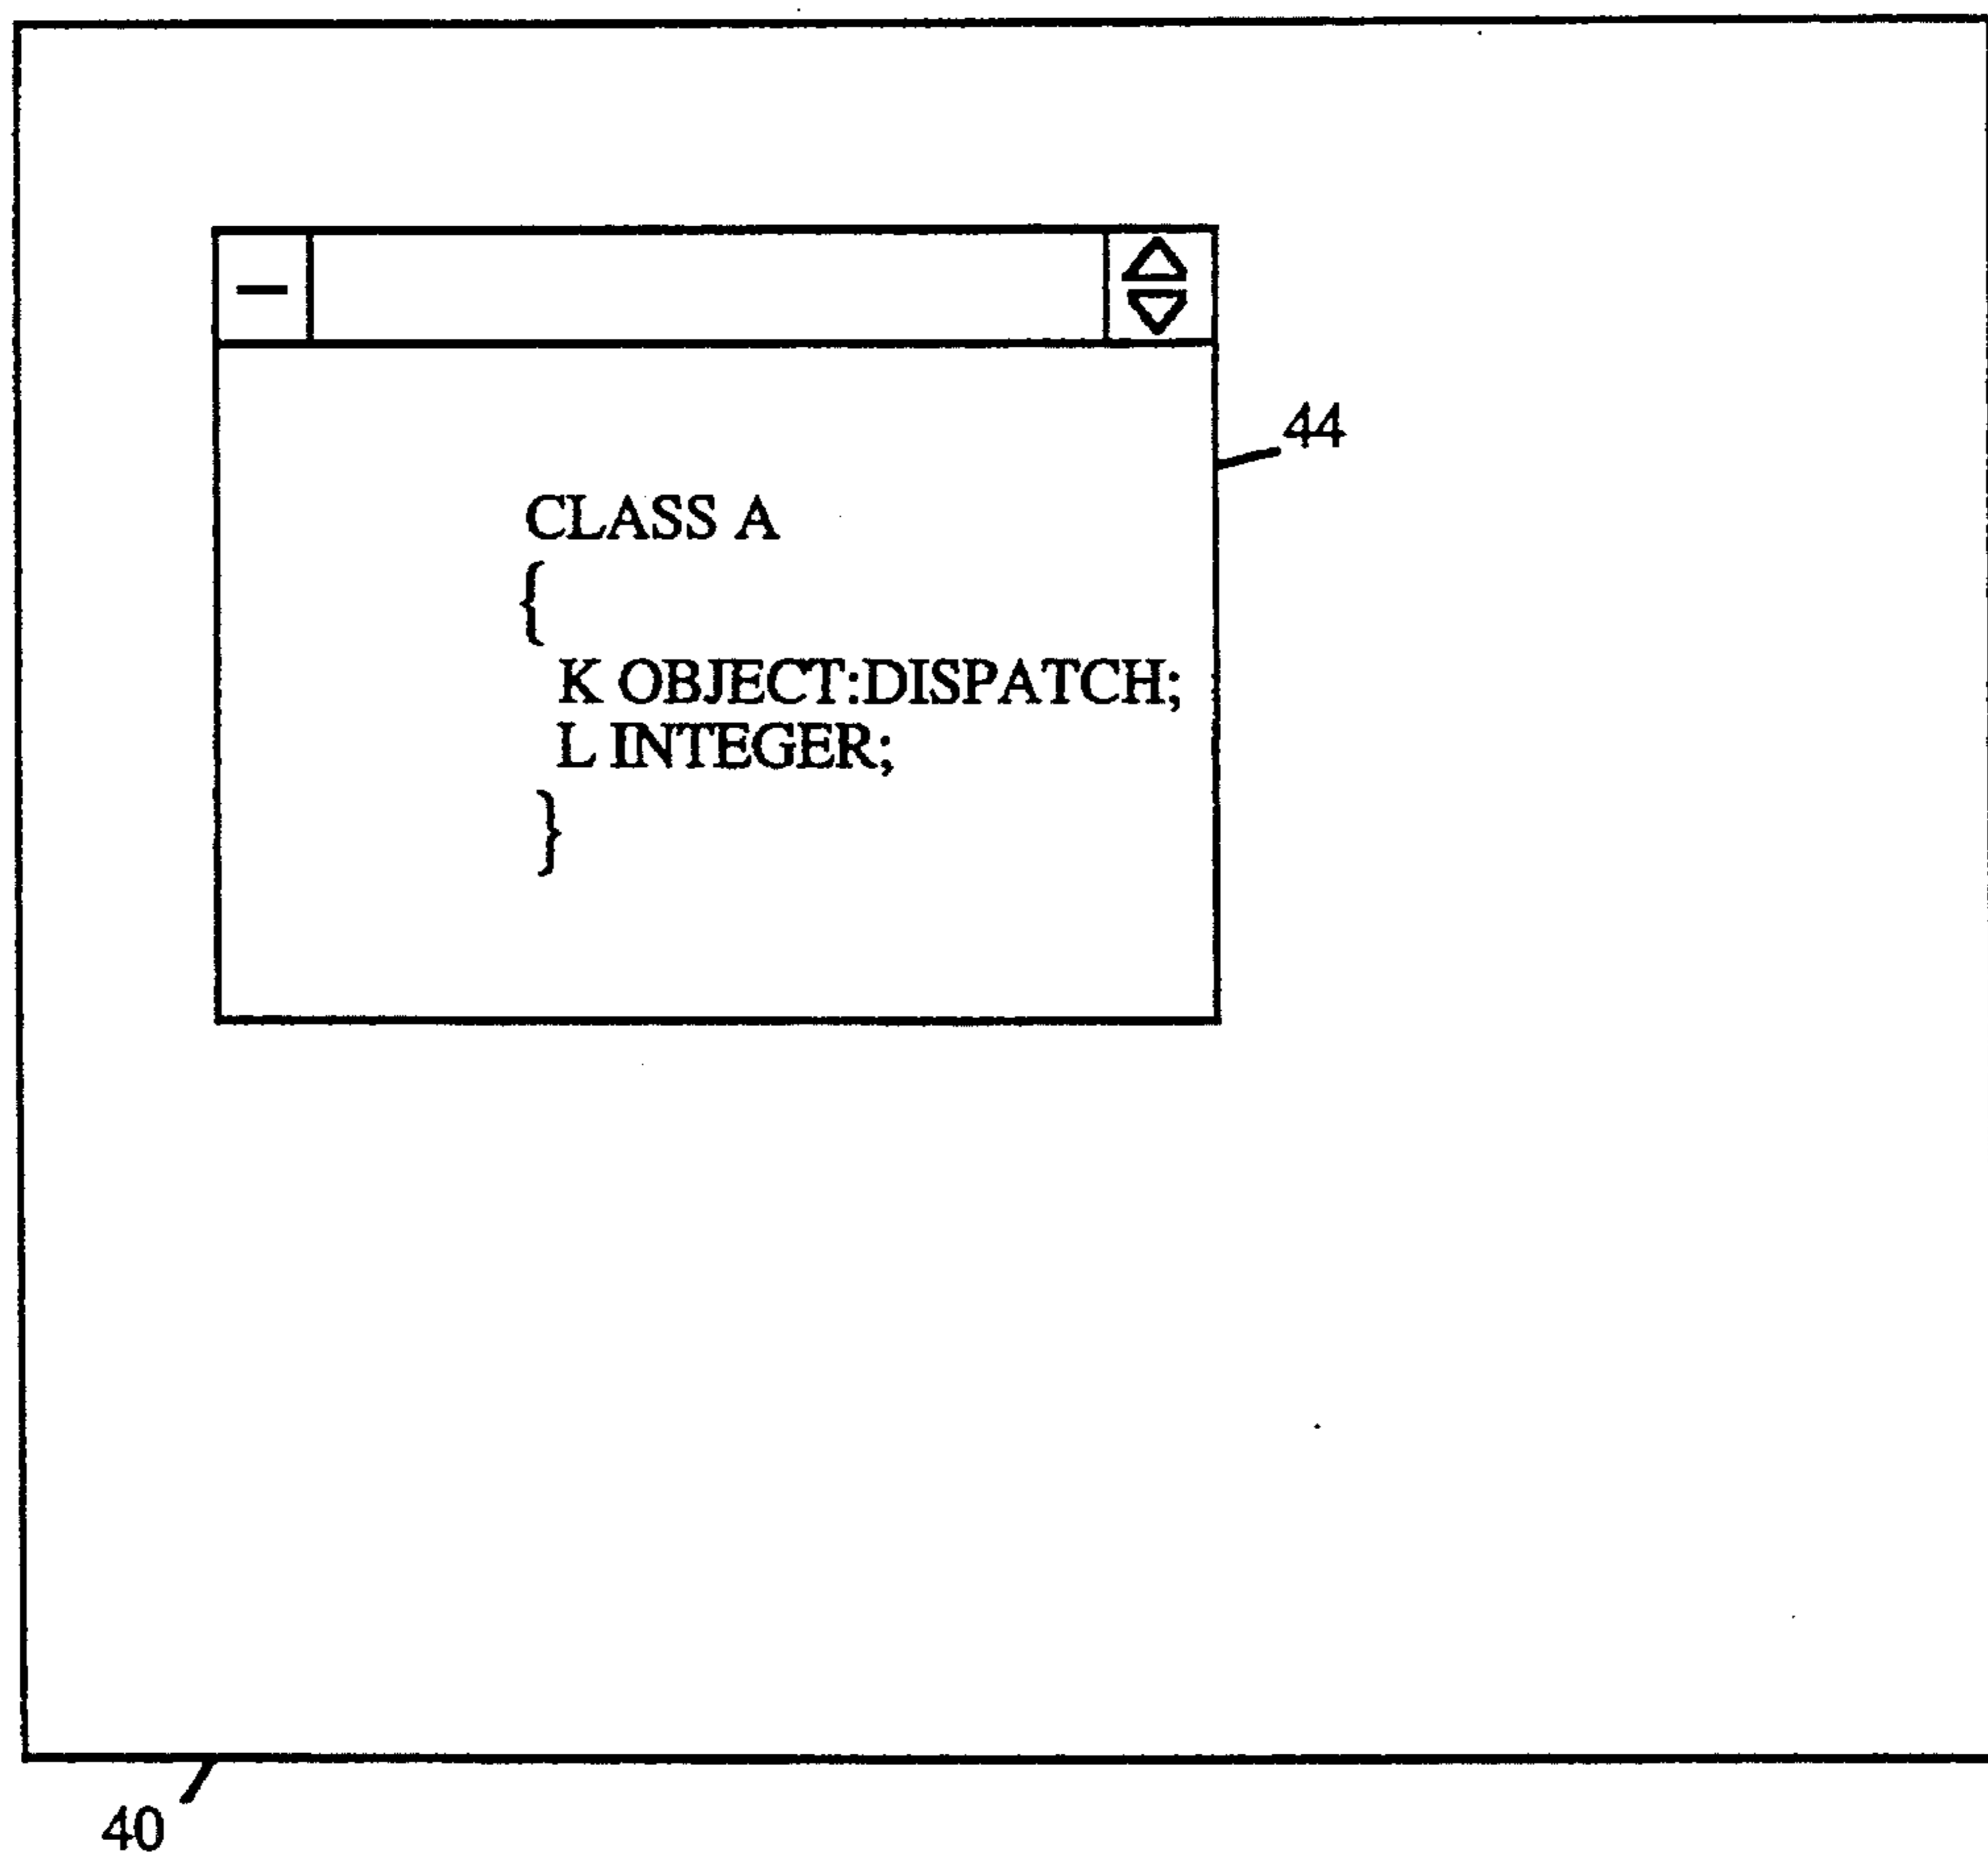 44
CLASS A
{
K OBJECT:DISPATCH;
L INTEGER;
}
40